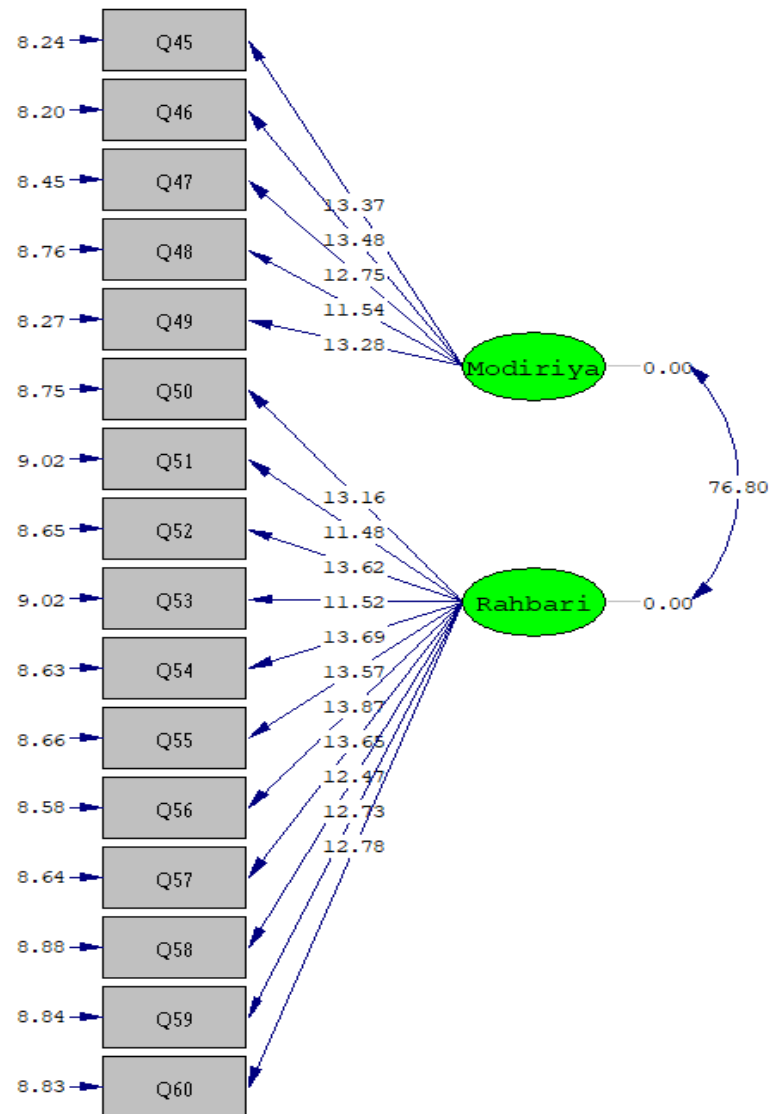 8.24 Q45
8.20 Q46
8.45 Q47
13.37
8.76 Q48
13.48
12.75
11.54
8.27 Q49
13.28
Modiriya 0.00
8.75 Q50
9.02 Q51
76.80
13.16
8.65 Q52
11.48
13.62
9.02 Q53
11.52
Rahbari 0.00
13.69
8.63 Q54
13.57
13.87
8.66 Q55
13.65
12.47
8.58 Q56
12.73
12.78
8.64 Q57
8.88 Q58
8.84 Q59
8.83 Q60